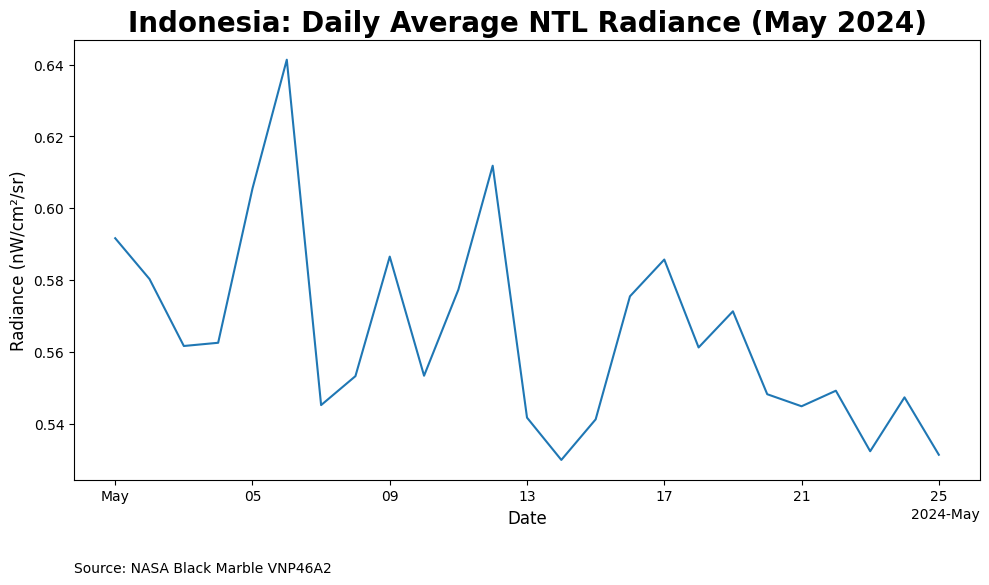 Indonesia: Daily Average NTL Radiance (May 2024)
Radiance (nW/cm²/sr)
0.64
0.62
0.60
0.58
0.56
0.54
May 05 09 13 17 21 25
2024-May
Date
Source: NASA Black Marble VNP46A2